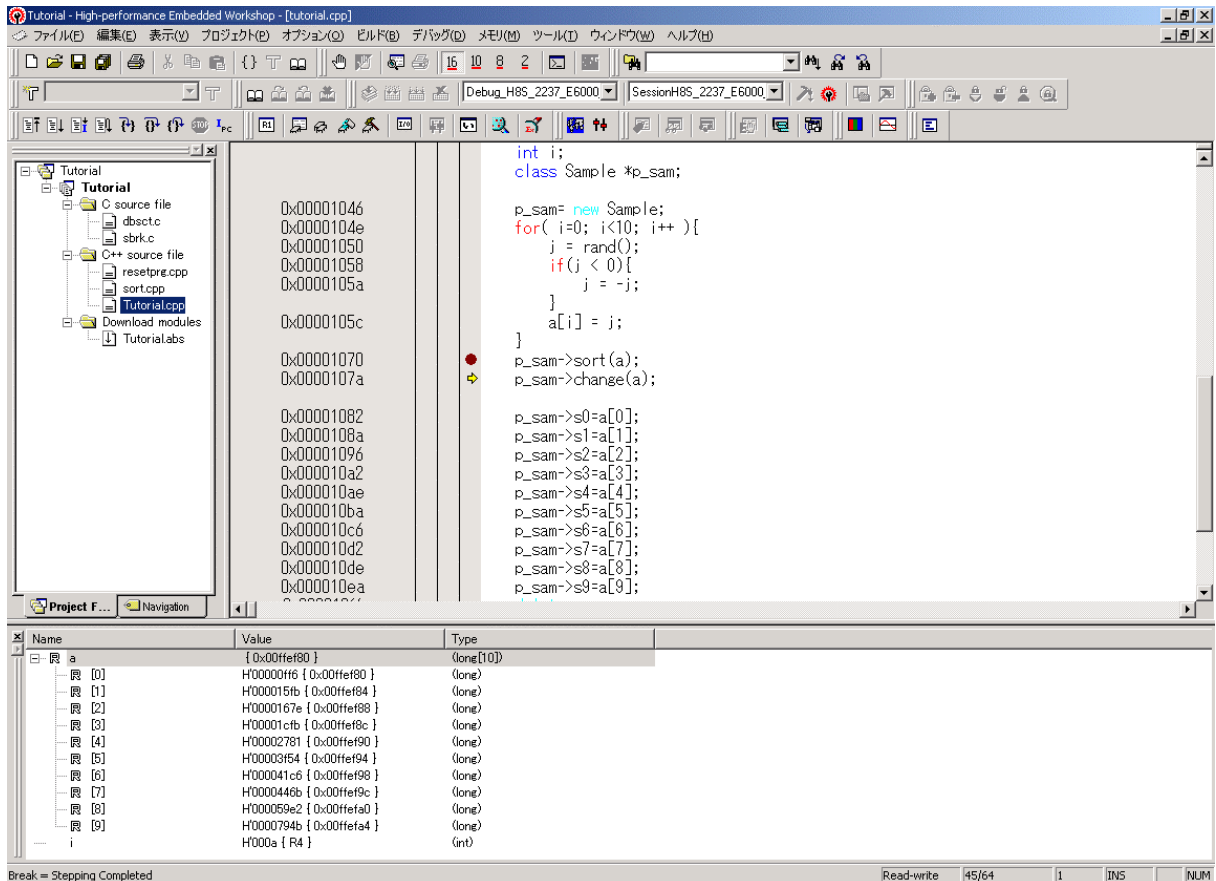 Tutorial - High-performance Embedded Workshop - [tutorial.cpp]
ファイル(F) 編集(E) 表示(V) プロジェクト(P) オプション(O) ビルド(B) デバッグ(D) メモリ(M) ツール(T) ウィンドウ(W) ヘルプ(H)
16 10 8 2
Debug_H8S_2237_E6000_ SessionH8S_2237_E6000_
Tutorial
Tutorial
C source file
dbsct.c
sbrk.c
C++ source file
resetprg.cpp
sort.cpp
Tutorial.cpp
Download modules
Tutorial.abs
Project F... Navigation
int i;
class Sample *p_sam;
0x00001046 p_sam= new Sample;
0x0000104e for( i=0; i<10; i++ ){
0x00001050 j = rand();
0x00001058 if(j < 0){
0x0000105a j = -j;
}
0x0000105c a[i] = j;
}
0x00001070 p_sam->sort(a);
0x0000107a p_sam->change(a);
0x00001082 p_sam->s0=a[0];
0x0000108a p_sam->s1=a[1];
0x00001096 p_sam->s2=a[2];
0x000010a2 p_sam->s3=a[3];
0x000010ae p_sam->s4=a[4];
0x000010ba p_sam->s5=a[5];
0x000010c6 p_sam->s6=a[6];
0x000010d2 p_sam->s7=a[7];
0x000010de p_sam->s8=a[8];
0x000010ea p_sam->s9=a[9];
Name Value Type
R a { 0x00ffef80 } (long[10])
R [0] H'00000ff6 { 0x00ffef80 } (long)
R [1] H'000015fb { 0x00ffef84 } (long)
R [2] H'0000167e { 0x00ffef88 } (long)
R [3] H'00001cfb { 0x00ffef8c } (long)
R [4] H'00002781 { 0x00ffef90 } (long)
R [5] H'00003f54 { 0x00ffef94 } (long)
R [6] H'000041c6 { 0x00ffef98 } (long)
R [7] H'0000446b { 0x00ffef9c } (long)
R [8] H'000059e2 { 0x00ffefa0 } (long)
R [9] H'0000794b { 0x00ffefa4 } (long)
i H'000a { R4 } (int)
Break = Stepping Completed Read-write 45/64 1 INS NUM